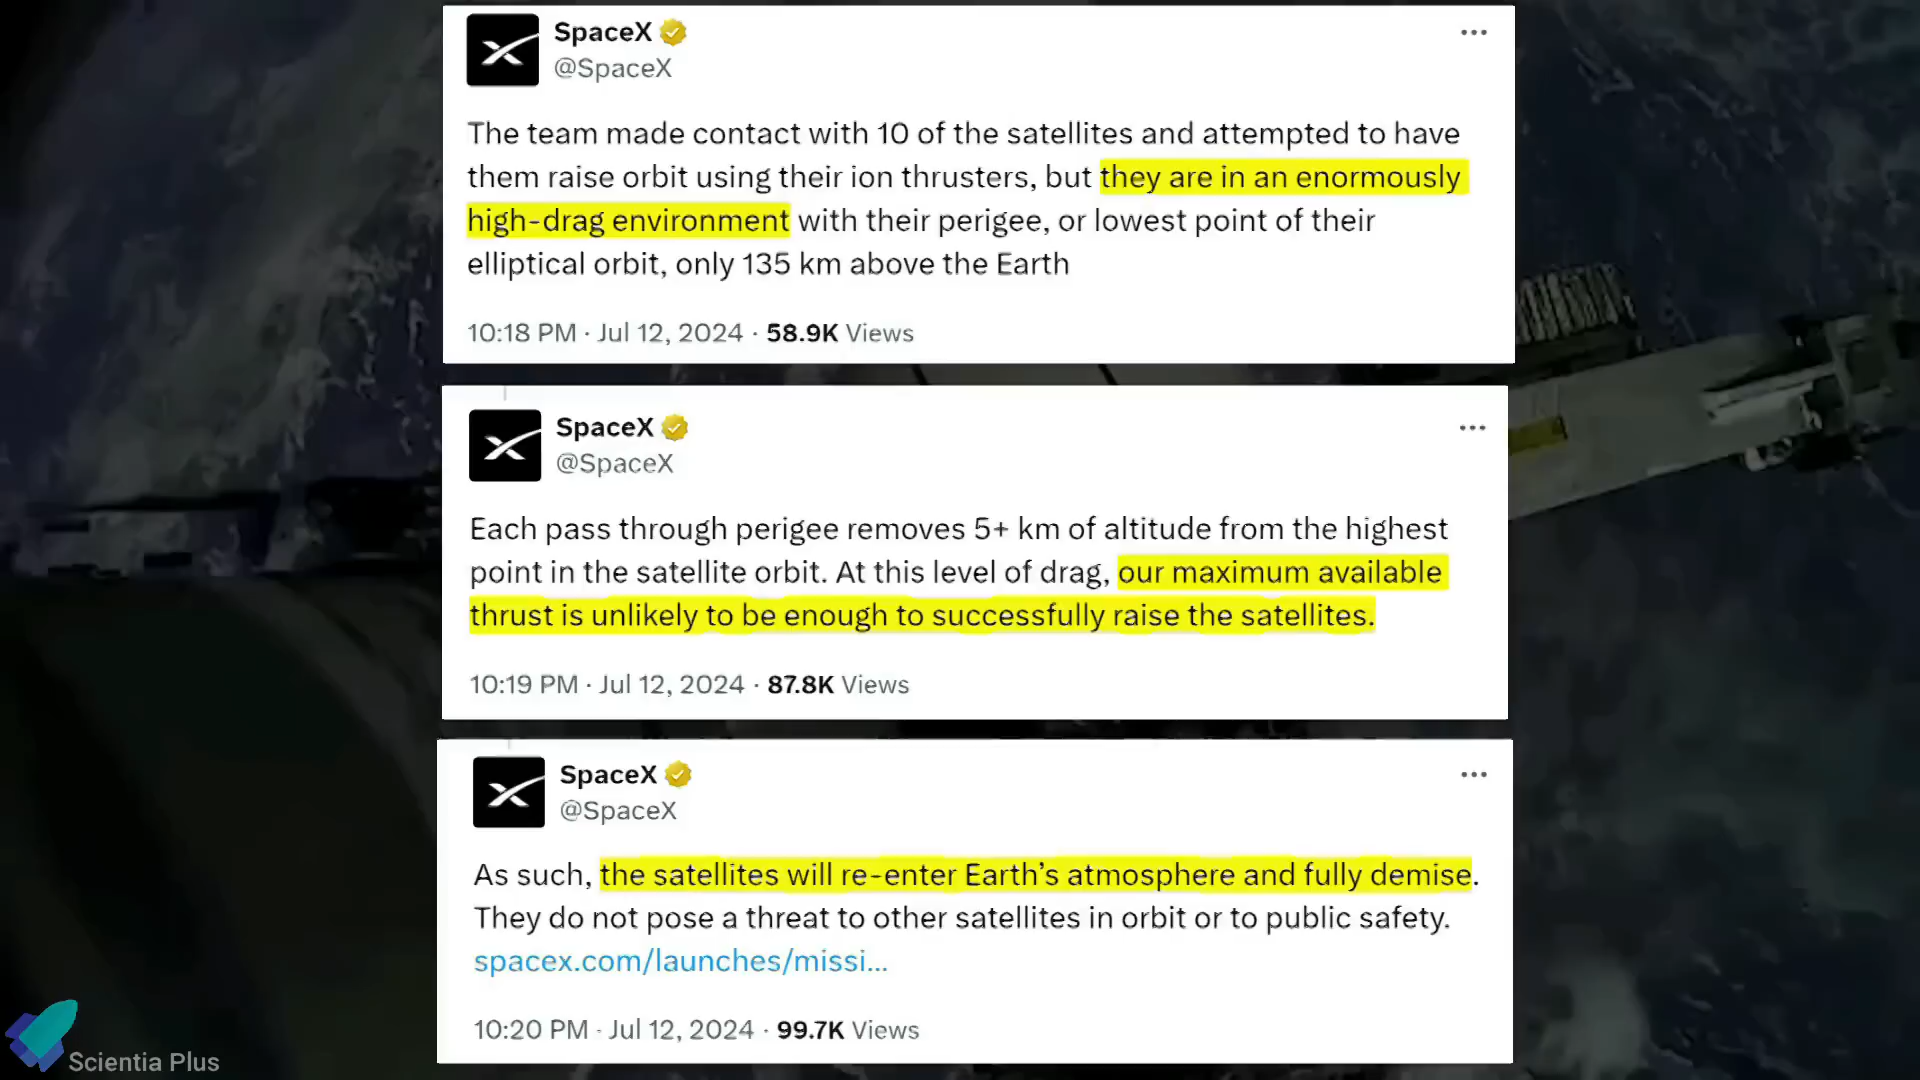 SpaceX
@SpaceX
The team made contact with 10 of the satellites and attempted to have
them raise orbit using their ion thrusters, but they are in an enormously
high-drag environment with their perigee, or lowest point of their
elliptical orbit, only 135 km above the Earth
10:18 PM · Jul 12, 2024 · 58.9K Views
SpaceX
@SpaceX
Each pass through perigee removes 5+ km of altitude from the highest
point in the satellite orbit. At this level of drag, our maximum available
thrust is unlikely to be enough to successfully raise the satellites.
10:19 PM · Jul 12, 2024 · 87.8K Views
SpaceX
@SpaceX
As such, the satellites will re-enter Earth’s atmosphere and fully demise.
They do not pose a threat to other satellites in orbit or to public safety.
spacex.com/launches/missi...
10:20 PM · Jul 12, 2024 · 99.7K Views
Scientia Plus